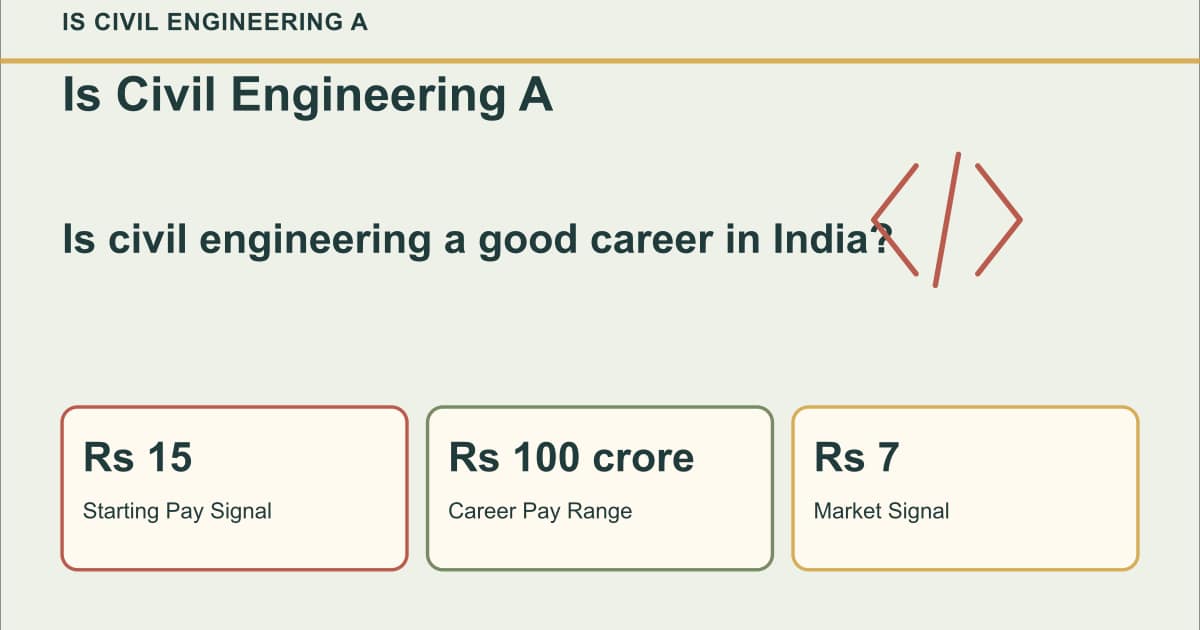 IS CIVIL ENGINEERING A
Is Civil Engineering A
Is civil engineering a good career in India?
Rs 15
Starting Pay Signal
Rs 100 crore
Career Pay Range
Rs 7
Market Signal